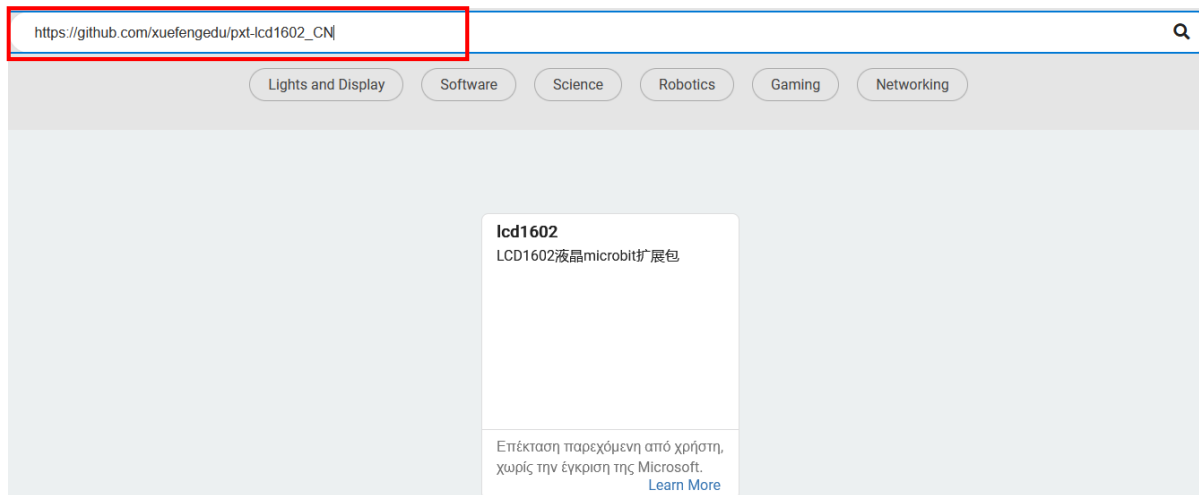 https://github.com/xuefengedu/pxt-lcd1602_CN
Lights and Display Software Science Robotics Gaming Networking
lcd1602
LCD1602液晶microbit扩展包
Επέκταση παρεχόμενη από χρήστη,
χωρίς την έγκριση της Microsoft.
Learn More